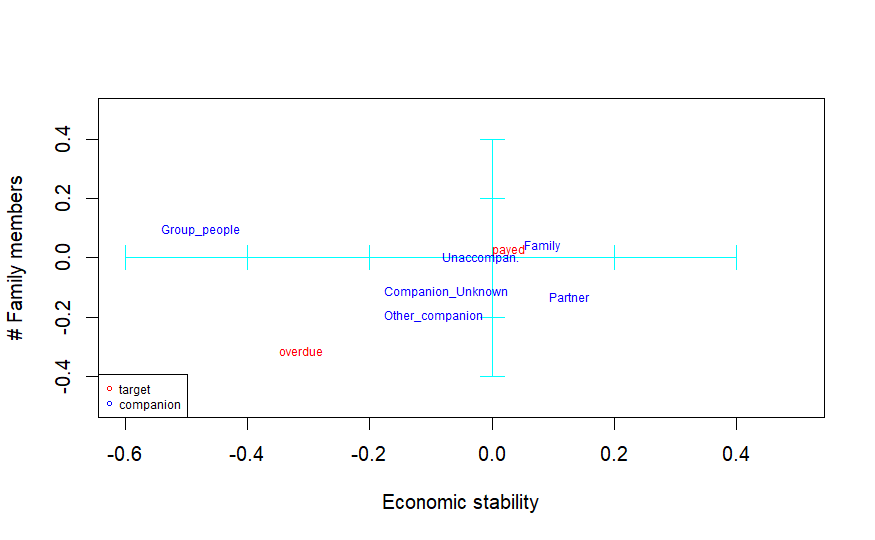 0.4
0.2
0.0
-0.2
-0.4
# Family members
Group_people
payed
Family
Unaccompan.
Companion_Unknown
Partner
Other_companion
overdue
target
companion
-0.6
-0.4
-0.2
0.0
0.2
0.4
Economic stability